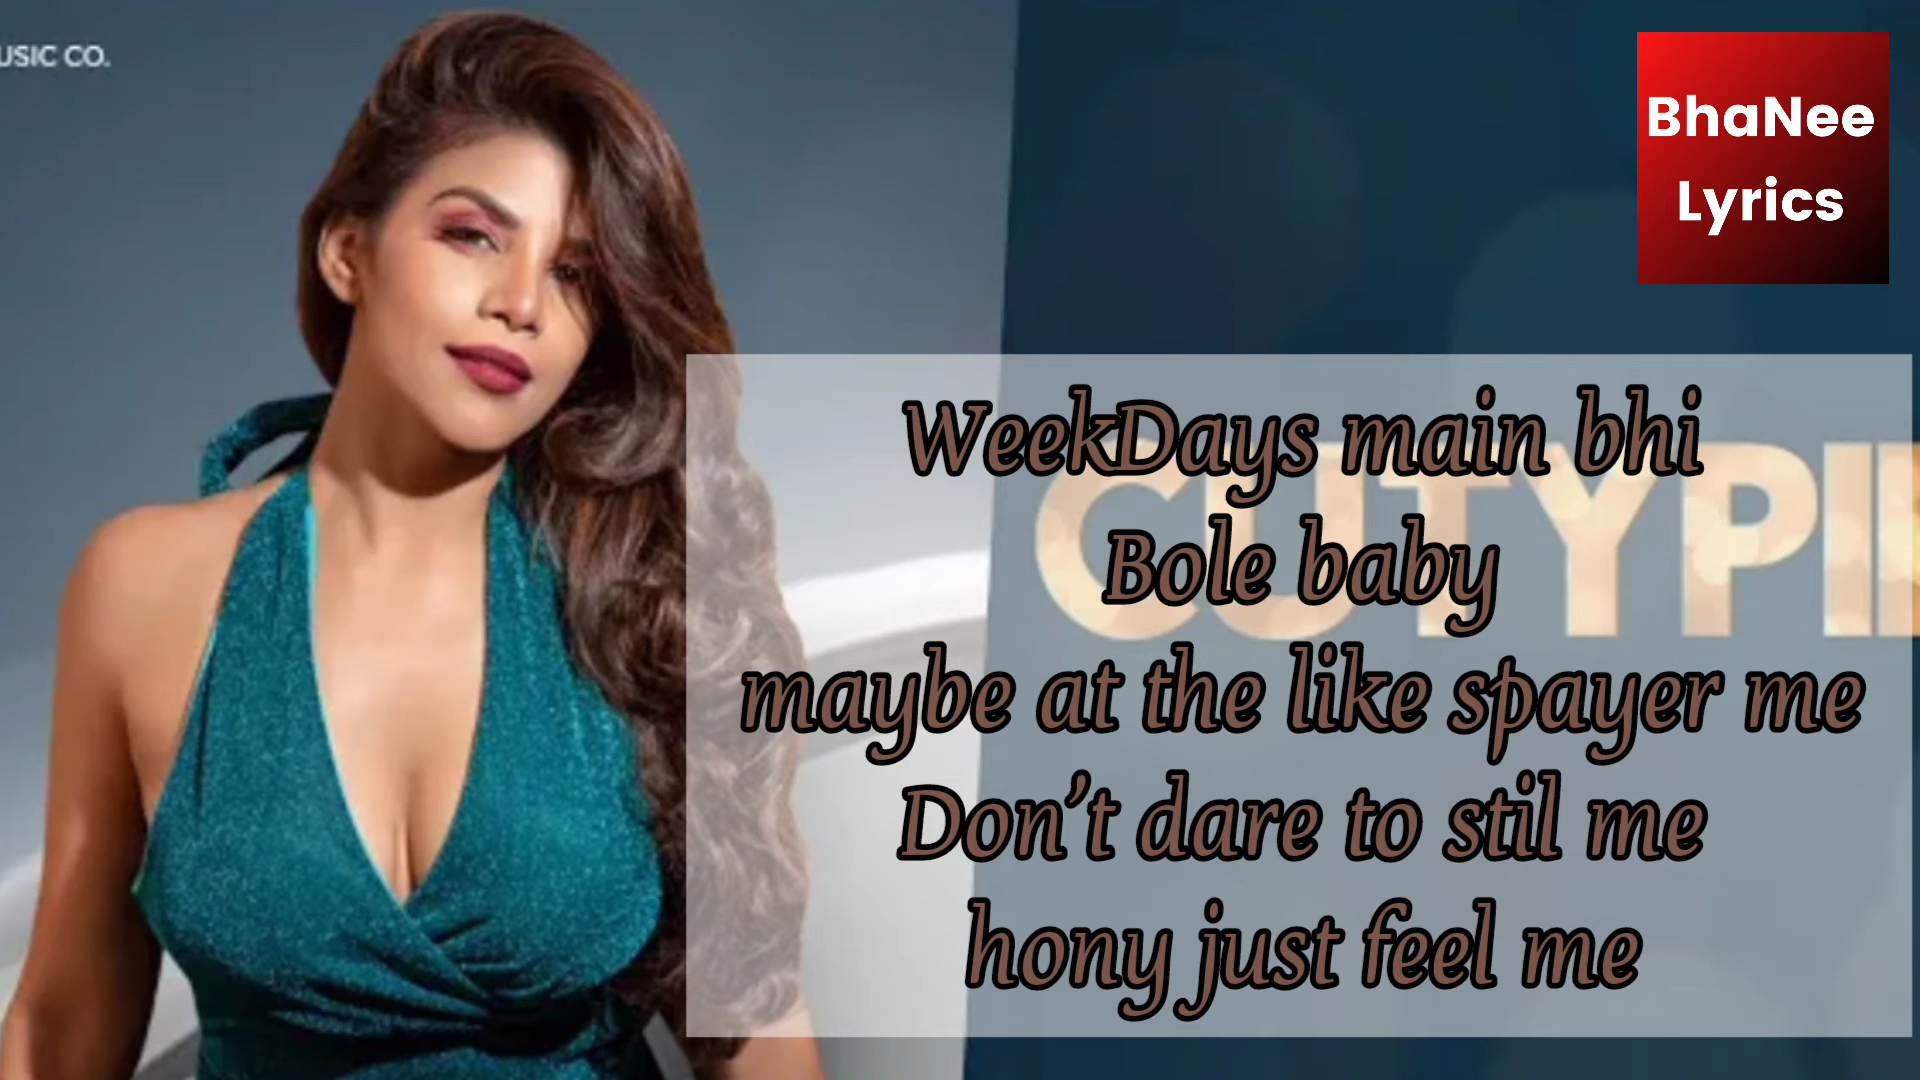 USIC CO.
BhaNee
Lyrics
WeekDays main bhi
Bole baby
maybe at the like spayer me
Don’t dare to stil me
hony just feel me
CUTYPI